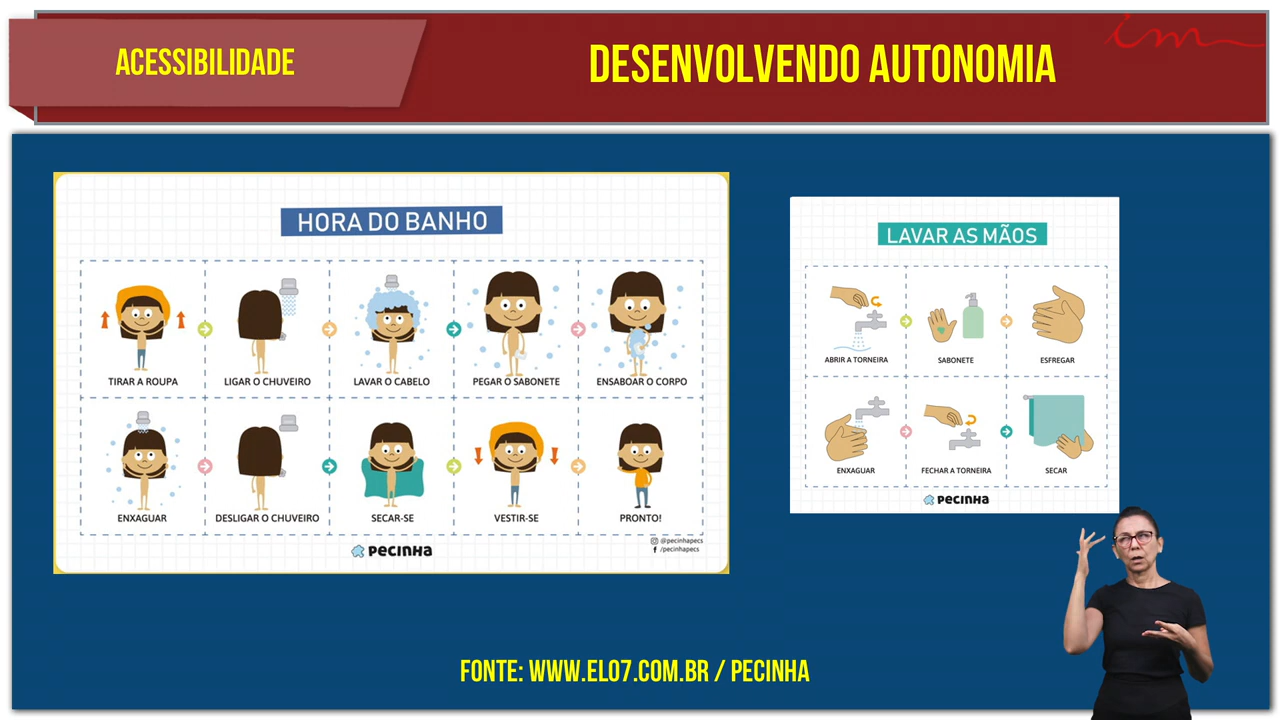 ACESSIBILIDADE
DESENVOLVENDO AUTONOMIA
im
HORA DO BANHO
TIRAR A ROUPA
LIGAR O CHUVEIRO
LAVAR O CABELO
PEGAR O SABONETE
ENSABOAR O CORPO
ENXAGUAR
DESLIGAR O CHUVEIRO
SECAR-SE
VESTIR-SE
PRONTO!
PECINHA
@pecinhapecs
/pecinhapecs
LAVAR AS MÃOS
ABRIR A TORNEIRA
SABONETE
ESFREGAR
ENXAGUAR
FECHAR A TORNEIRA
SECAR
PECINHA
FONTE: WWW.ELO7.COM.BR / PECINHA